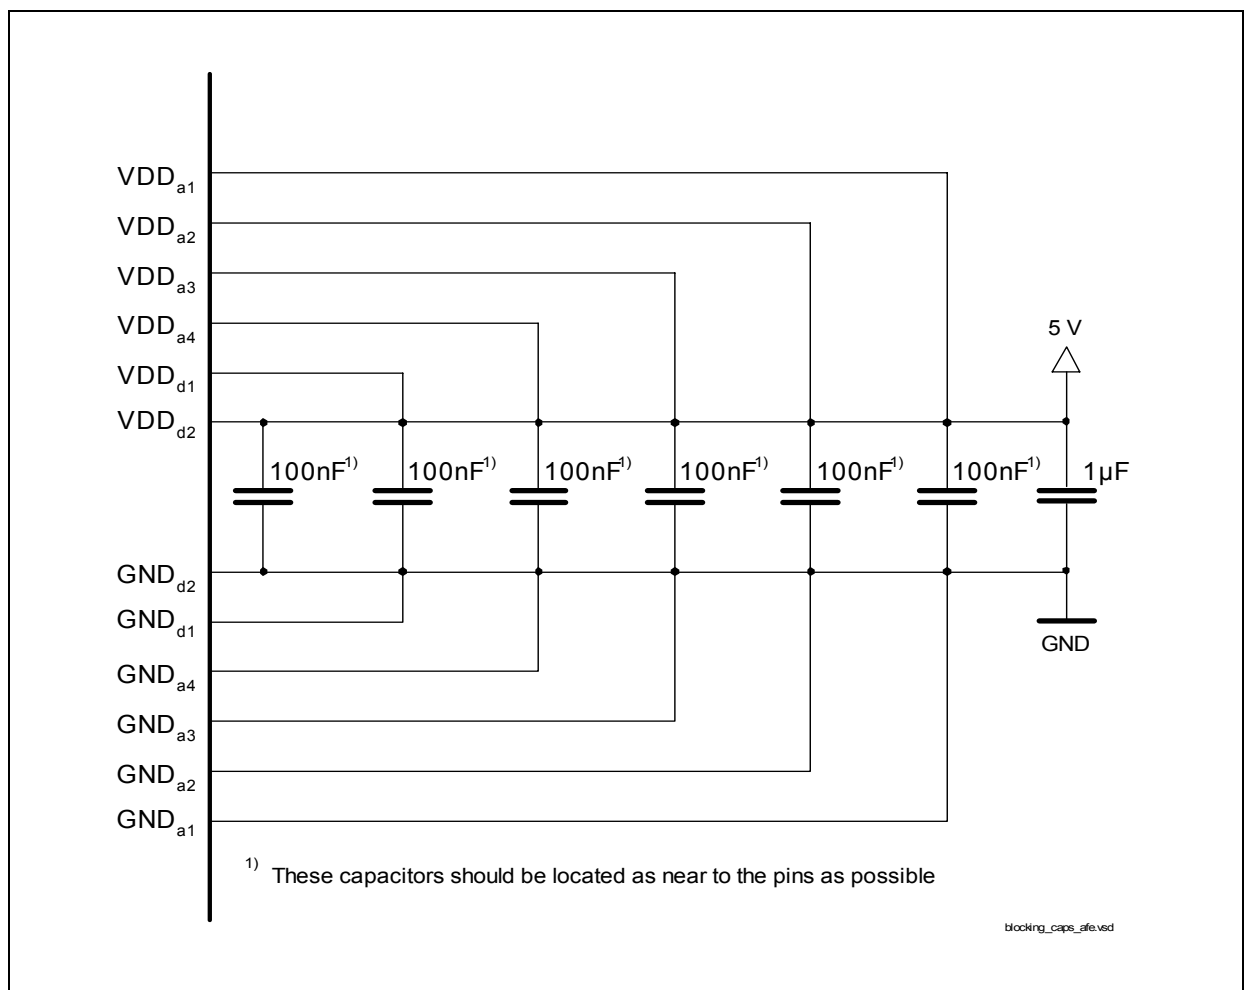 VDDa1
VDDa2
VDDa3
VDDa4
5 V
VDDd1
VDDd2
100nF1) 100nF1) 100nF1) 100nF1) 100nF1) 100nF1) 1µF
GNDd2
GNDd1
GND
GNDa4
GNDa3
GNDa2
GNDa1
1) These capacitors should be located as near to the pins as possible
blocking_caps_afe.vsd